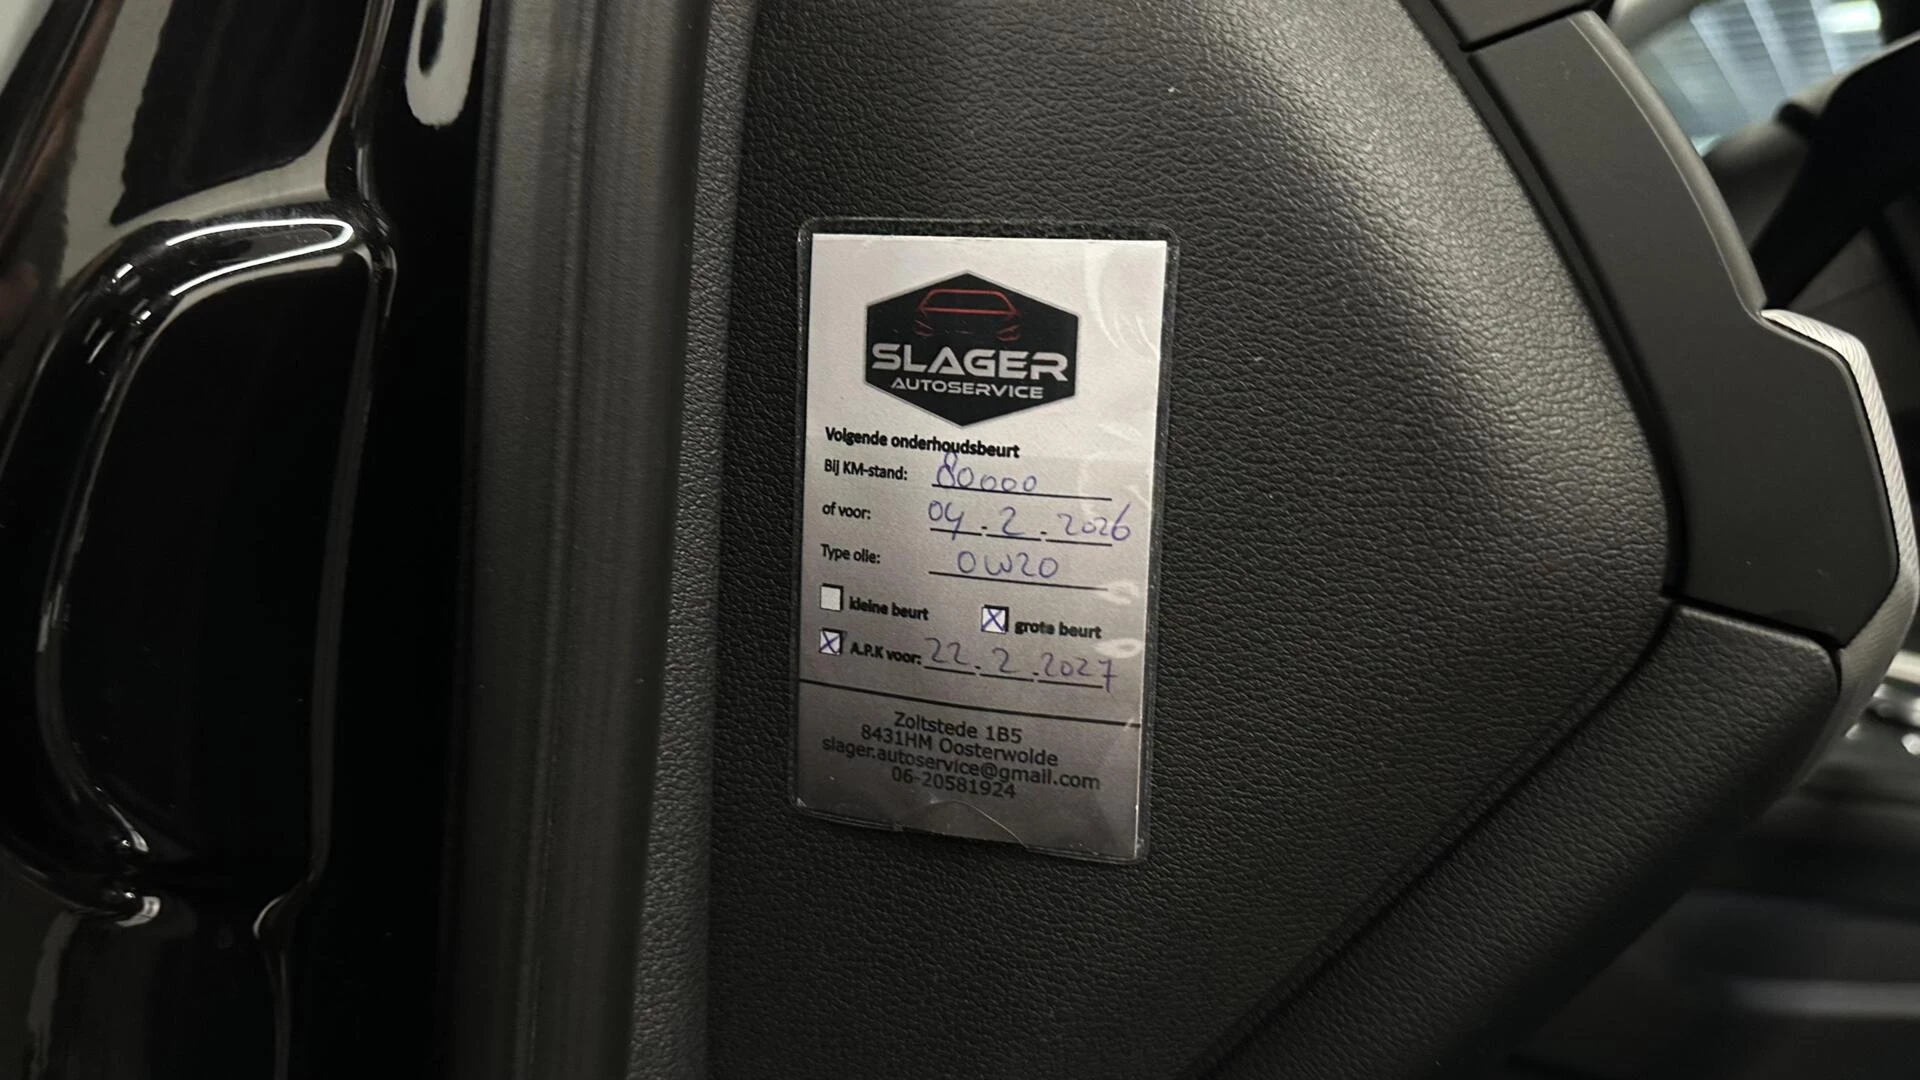 SLAGER
AUTOSERVICE
Volgende onderhoudsbeurt
Bij KM-stand: 80000
of voor: 04.2.2026
Type olie: 0W20
kleine beurt grote beurt
A.P.K voor: 22.2.2027
Zoltstede 1B5
8431HM Oosterwolde
slager.autoservice@gmail.com
06-20581924